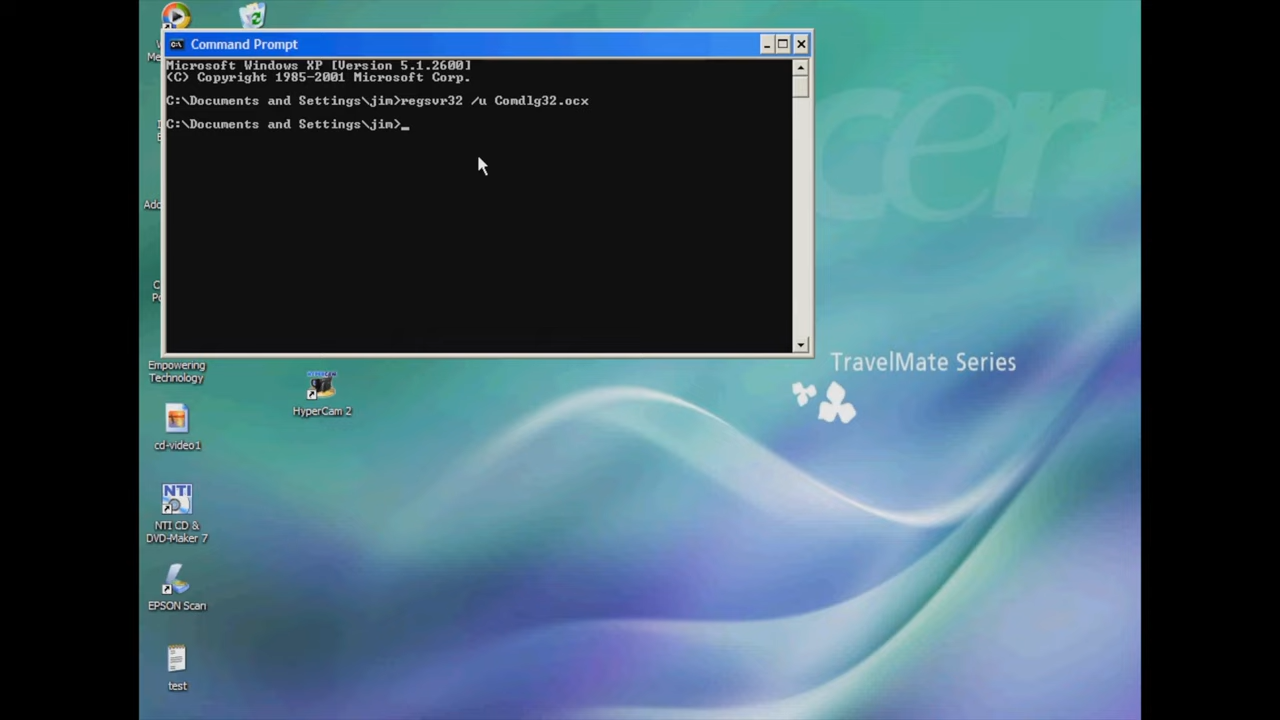 Command Prompt
Microsoft Windows XP [Version 5.1.2600]
(C) Copyright 1985-2001 Microsoft Corp.
C:\Documents and Settings\jim>regsvr32 /u Comdlg32.ocx
C:\Documents and Settings\jim>_
cer
TravelMate Series
Empowering
Technology
HyperCam 2
cd-video1
NTI
NTI CD &
DVD-Maker 7
EPSON Scan
test